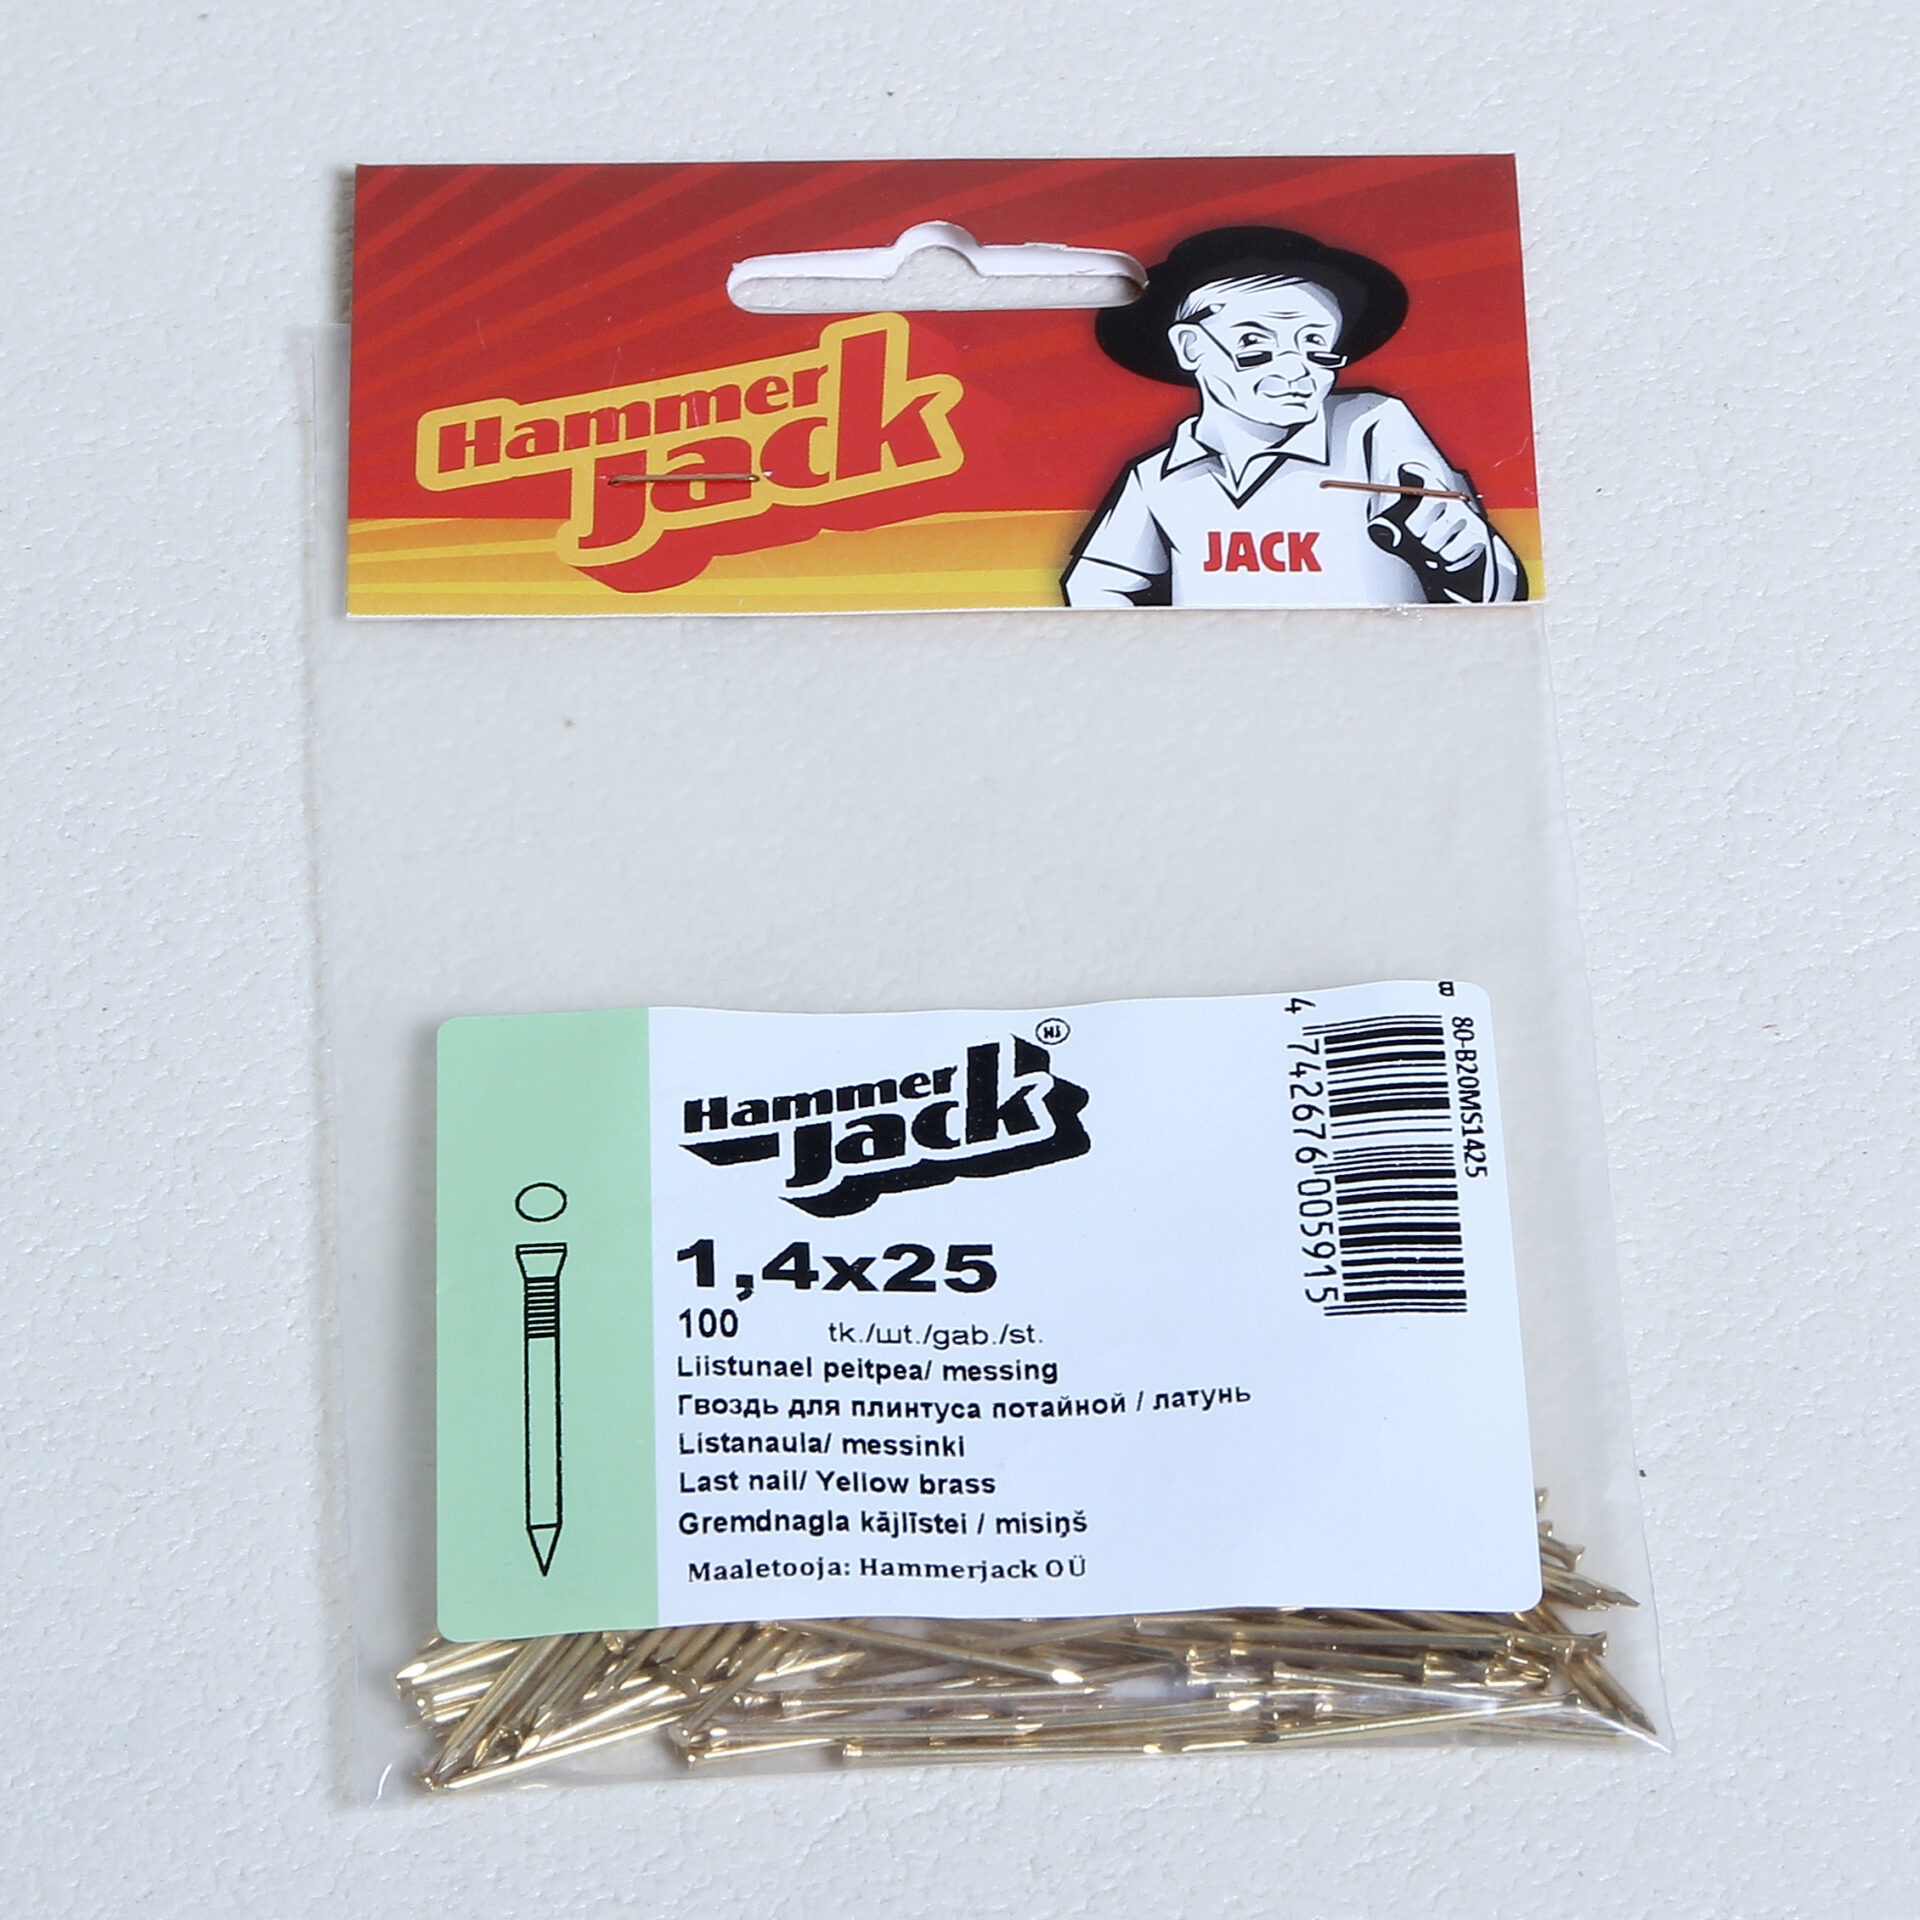 Hammer
Jack
JACK
Hammer
Jack
HJ
1,4x25
100 tk./шт./gab./st.
Liistunael peitpea/ messing
Гвоздь для плинтуса потайной / латунь
Listanaula/ messinki
Last nail/ Yellow brass
Gremdnagla kājlīstei / misiņš
Maaletooja: Hammerjack OÜ
B
80-B20MS1425
4 742676 005915